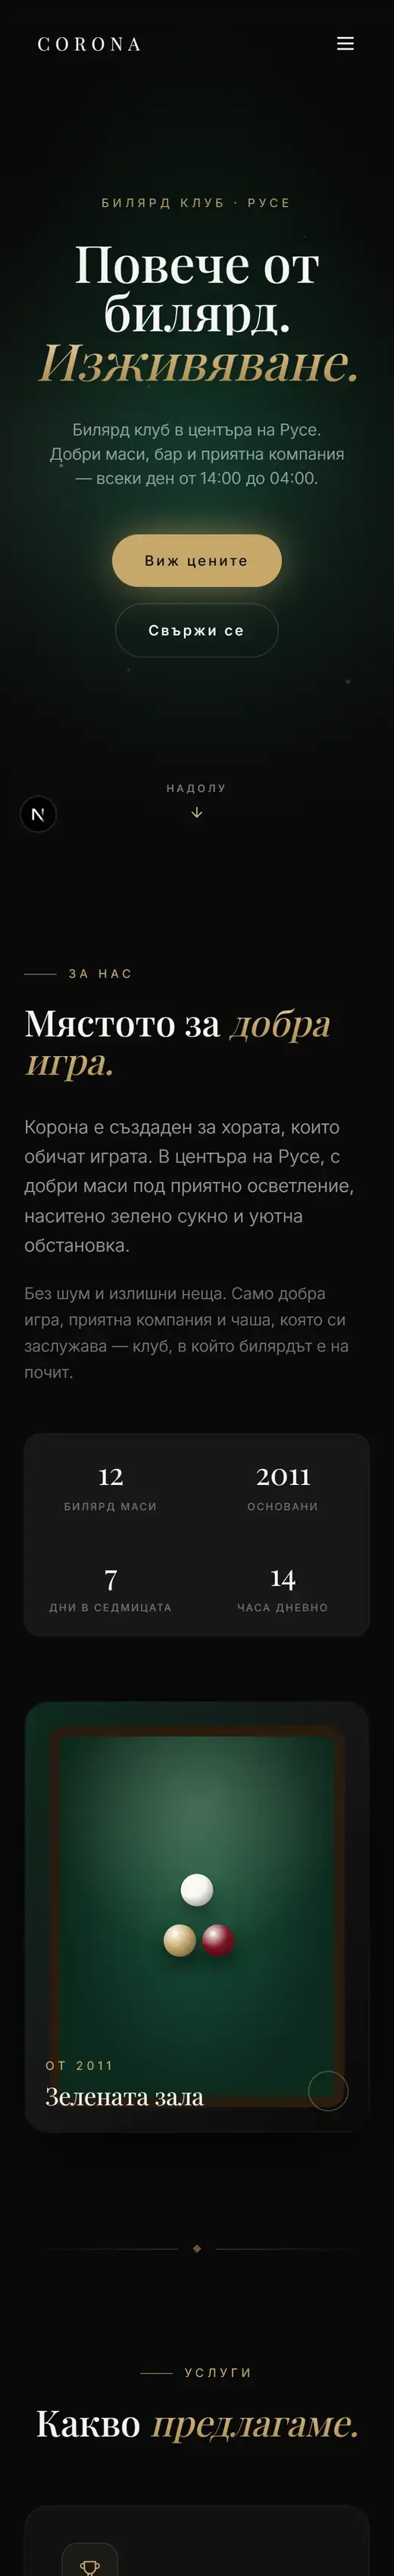 CORONA
БИЛЯРД КЛУБ · РУСЕ
Повече от
билярд.
Изживяване.
Билярд клуб в центъра на Русе.
Добри маси, бар и приятна компания
— всеки ден от 14:00 до 04:00.
Виж цените
Свържи се
НАДОЛУ
N
ЗА НАС
Мястото за добра
игра.
Корона е създаден за хората, които
обичат играта. В центъра на Русе, с
добри маси под приятно осветление,
наситено зелено сукно и уютна
обстановка.
Без шум и излишни неща. Само добра
игра, приятна компания и чаша, която си
заслужава — клуб, в който билярдът е на
почит.
12
БИЛЯРД МАСИ
2011
ОСНОВАНИ
7
ДНИ В СЕДМИЦАТА
14
ЧАСА ДНЕВНО
ОТ 2011
Зелената зала
УСЛУГИ
Какво предлагаме.